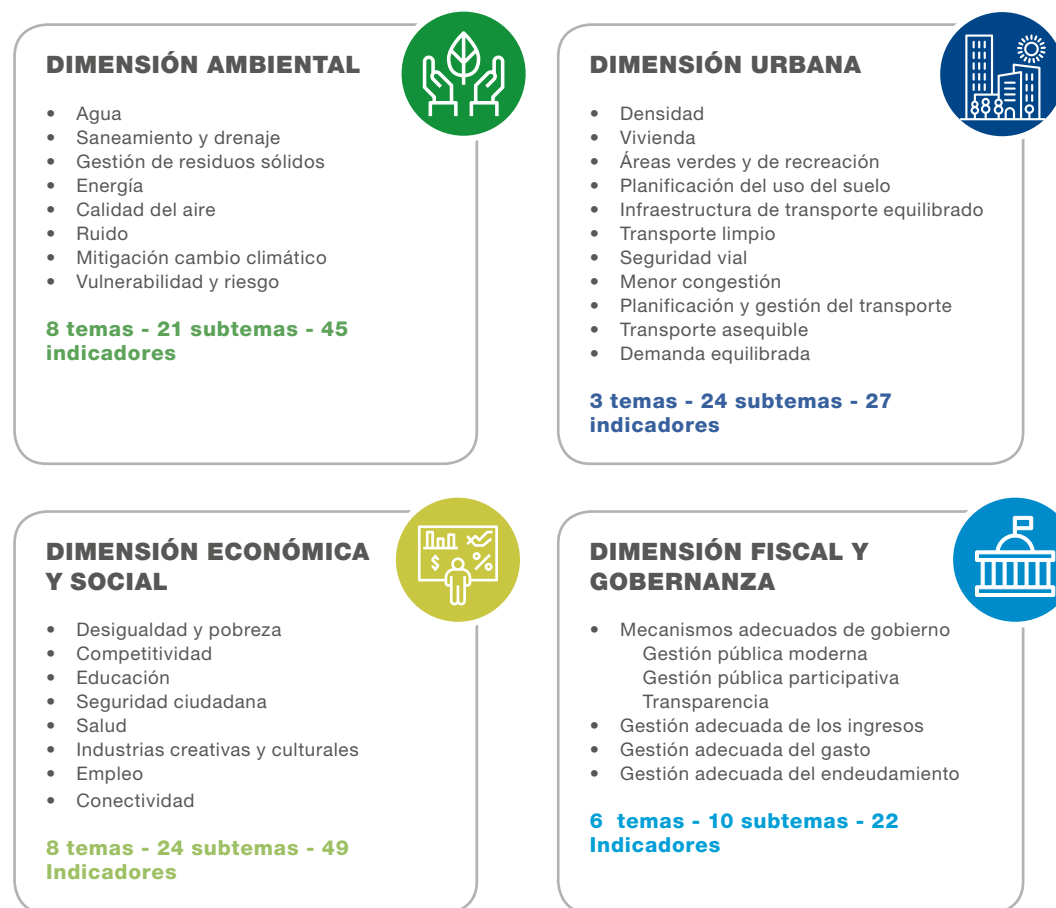 DIMENSIÓN AMBIENTAL
• Agua
• Saneamiento y drenaje
• Gestión de residuos sólidos
• Energía
• Calidad del aire
• Ruido
• Mitigación cambio climático
• Vulnerabilidad y riesgo
8 temas - 21 subtemas - 45
indicadores
DIMENSIÓN URBANA
• Densidad
• Vivienda
• Áreas verdes y de recreación
• Planificación del uso del suelo
• Infraestructura de transporte equilibrado
• Transporte limpio
• Seguridad vial
• Menor congestión
• Planificación y gestión del transporte
• Transporte asequible
• Demanda equilibrada
3 temas - 24 subtemas - 27
indicadores
DIMENSIÓN ECONÓMICA
Y SOCIAL
• Desigualdad y pobreza
• Competitividad
• Educación
• Seguridad ciudadana
• Salud
• Industrias creativas y culturales
• Empleo
• Conectividad
8 temas - 24 subtemas - 49
Indicadores
$ %
DIMENSIÓN FISCAL Y
GOBERNANZA
• Mecanismos adecuados de gobierno
Gestión pública moderna
Gestión pública participativa
Transparencia
• Gestión adecuada de los ingresos
• Gestión adecuada del gasto
• Gestión adecuada del endeudamiento
6 temas - 10 subtemas - 22
Indicadores